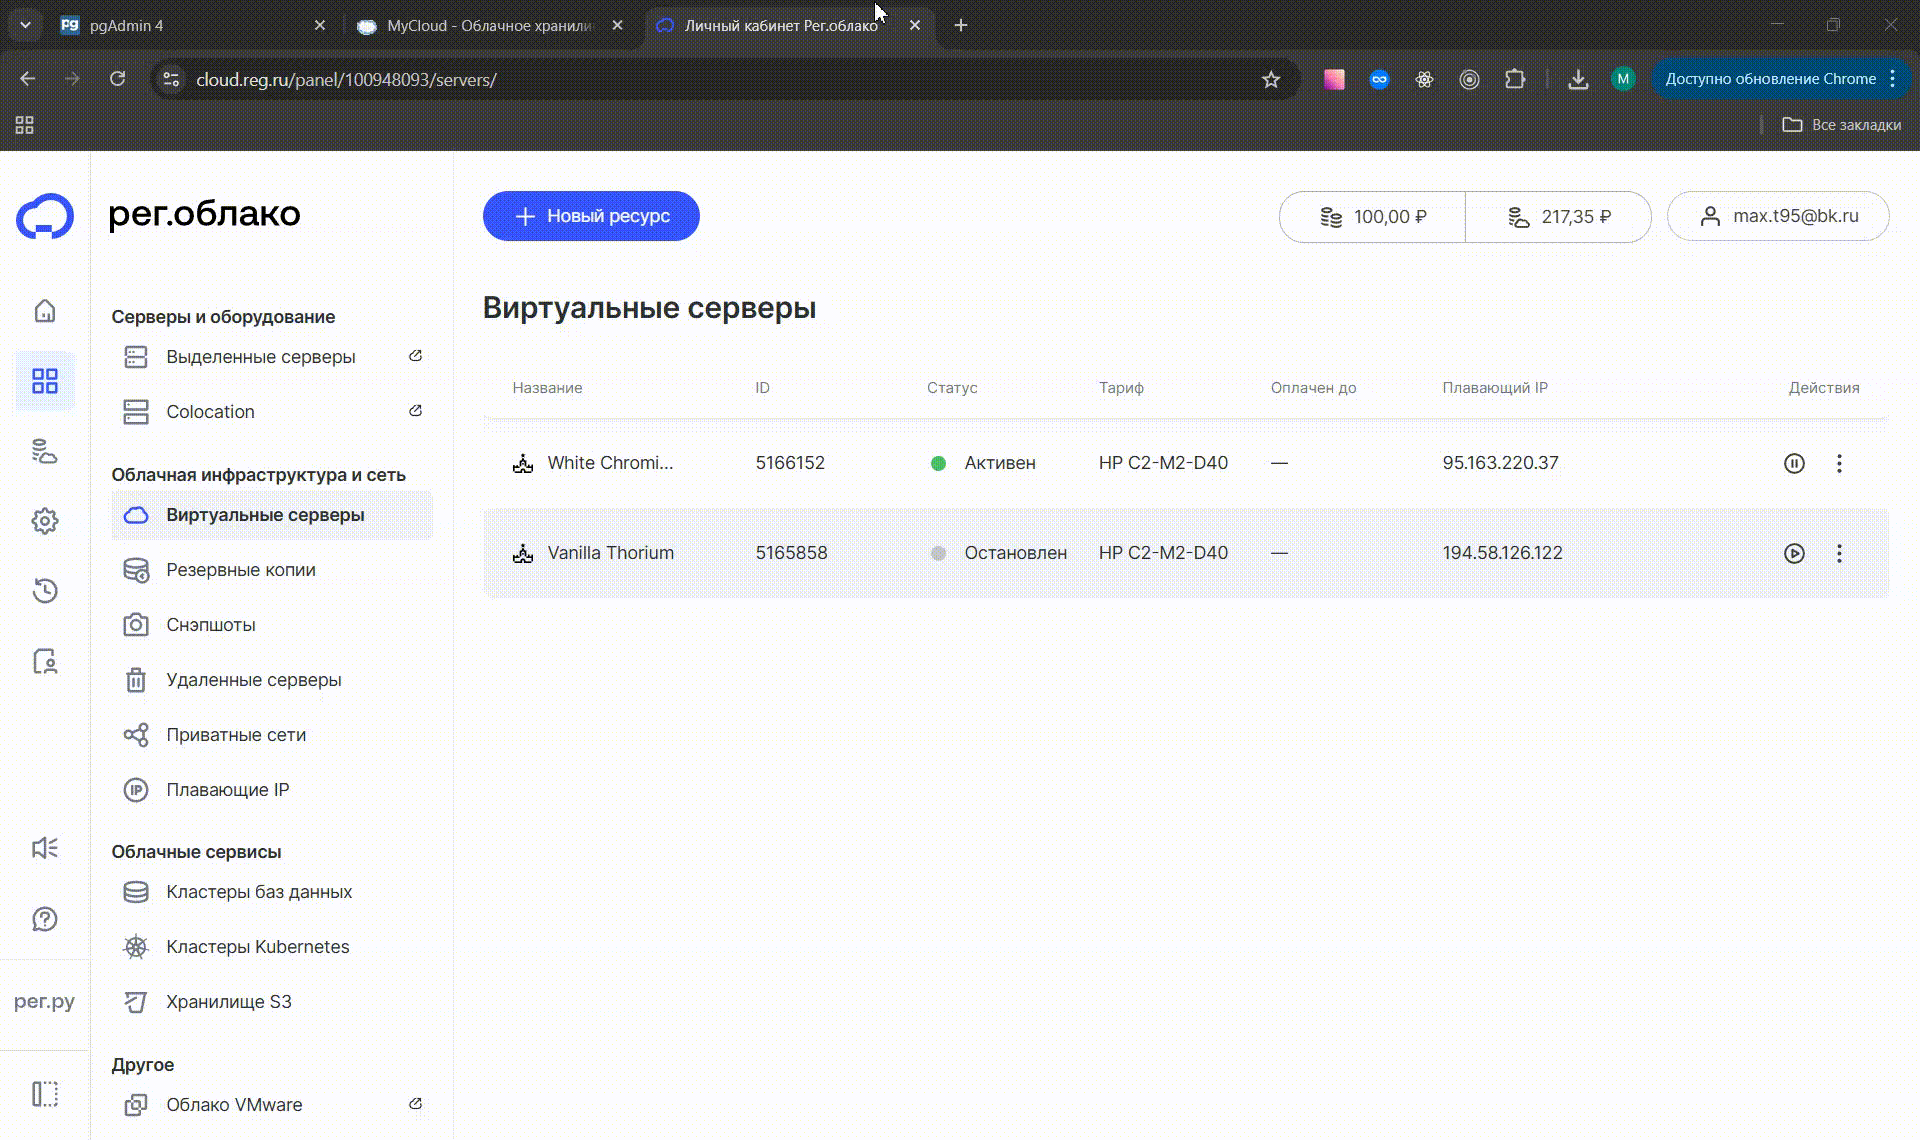 pgAdmin 4
MyCloud - Облачное хранили
Личный кабинет Рег.облако
cloud.reg.ru/panel/100948093/servers/
M
Доступно обновление Chrome
Все закладки
рег.облако
Новый ресурс
100,00 ₽
217,35 ₽
max.t95@bk.ru
Серверы и оборудование
Выделенные серверы
Colocation
Облачная инфраструктура и сеть
Виртуальные серверы
Резервные копии
Снэпшоты
Удаленные серверы
Приватные сети
Плавающие IP
Облачные сервисы
Кластеры баз данных
Кластеры Kubernetes
Хранилище S3
Другое
Облако VMware
рег.ру
Виртуальные серверы
Название ID Статус Тариф Оплачен до Плавающий IP Действия
White Chromi... 5166152 Активен HP C2-M2-D40 — 95.163.220.37
Vanilla Thorium 5165858 Остановлен HP C2-M2-D40 — 194.58.126.122